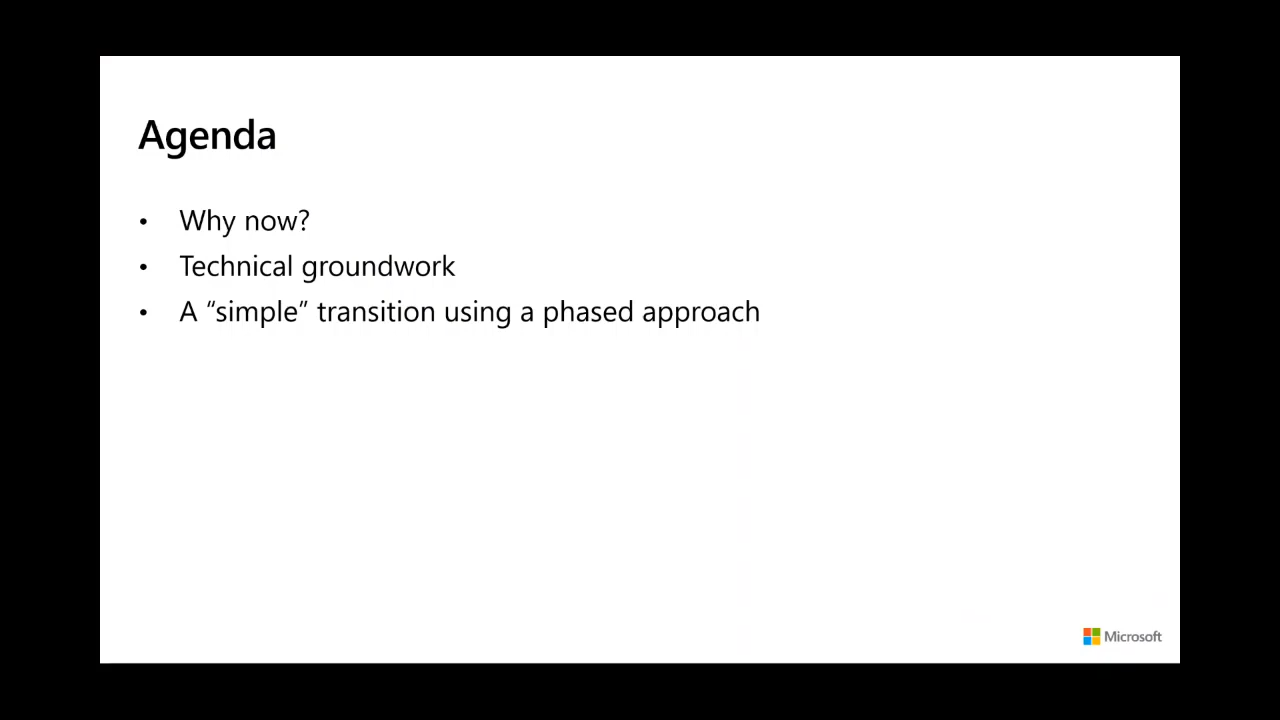 Agenda
• Why now?
• Technical groundwork
• A “simple” transition using a phased approach
Microsoft